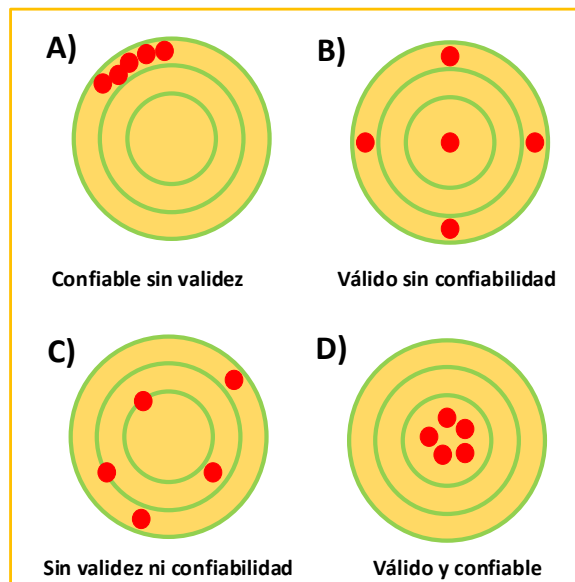 A)
B)
Confiable sin validez
Válido sin confiabilidad
C)
D)
Sin validez ni confiabilidad
Válido y confiable